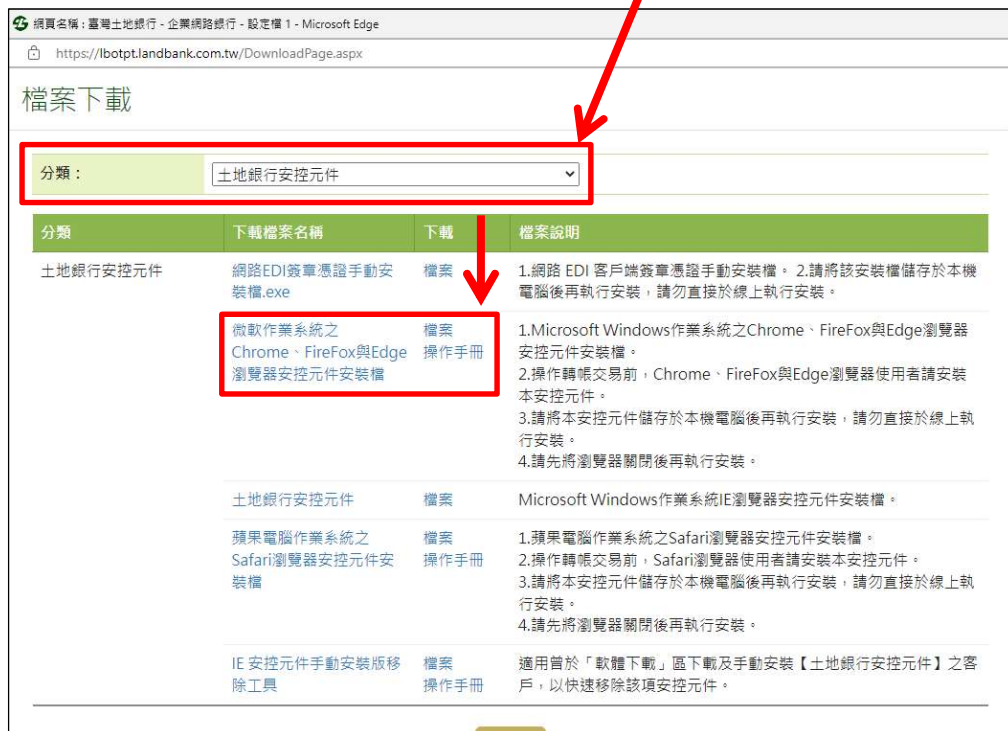 網頁名稱 : 臺灣土地銀行 - 企業網路銀行 - 設定檔 1 - Microsoft Edge
https://lbotpt.landbank.com.tw/DownloadPage.aspx
檔案下載
分類： 土地銀行安控元件
分類 下載檔案名稱 下載 檔案說明
土地銀行安控元件 網路EDI簽章憑證手動安 檔案 1.網路 EDI 客戶端簽章憑證手動安裝檔。 2.請將該安裝檔儲存於本機
裝檔.exe 電腦後再執行安裝，請勿直接於線上執行安裝。
微軟作業系統之 檔案 1.Microsoft Windows作業系統之Chrome、FireFox與Edge瀏覽器
Chrome、FireFox與Edge 操作手冊 安控元件安裝檔。
瀏覽器安控元件安裝檔 2.操作轉帳交易前，Chrome、FireFox與Edge瀏覽器使用者請安裝
本安控元件。
3.請將本安控元件儲存於本機電腦後再執行安裝，請勿直接於線上執
行安裝。
4.請先將瀏覽器關閉後再執行安裝。
土地銀行安控元件 檔案 Microsoft Windows作業系統IE瀏覽器安控元件安裝檔。
蘋果電腦作業系統之 檔案 1.蘋果電腦作業系統之Safari瀏覽器安控元件安裝檔。
Safari瀏覽器安控元件安 操作手冊 2.操作轉帳交易前，Safari瀏覽器使用者請安裝本安控元件。
裝檔 3.請將本安控元件儲存於本機電腦後再執行安裝，請勿直接於線上執
行安裝。
4.請先將瀏覽器關閉後再執行安裝。
IE 安控元件手動安裝版移 檔案 適用曾於「軟體下載」區下載及手動安裝【土地銀行安控元件】之客
除工具 操作手冊 戶，以快速移除該項安控元件。